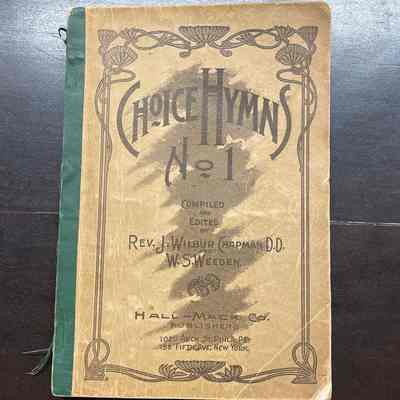 CHOICE HYMNS
No 1
COMPILED
AND
EDITED
BY
REV. J. WILBUR CHAPMAN D.D.
W. S. WEEDEN.
HALL-MACK CO.
PUBLISHERS
1020 ARCH ST. PHILA. PA.
156 FIFTH AVE. NEW YORK.